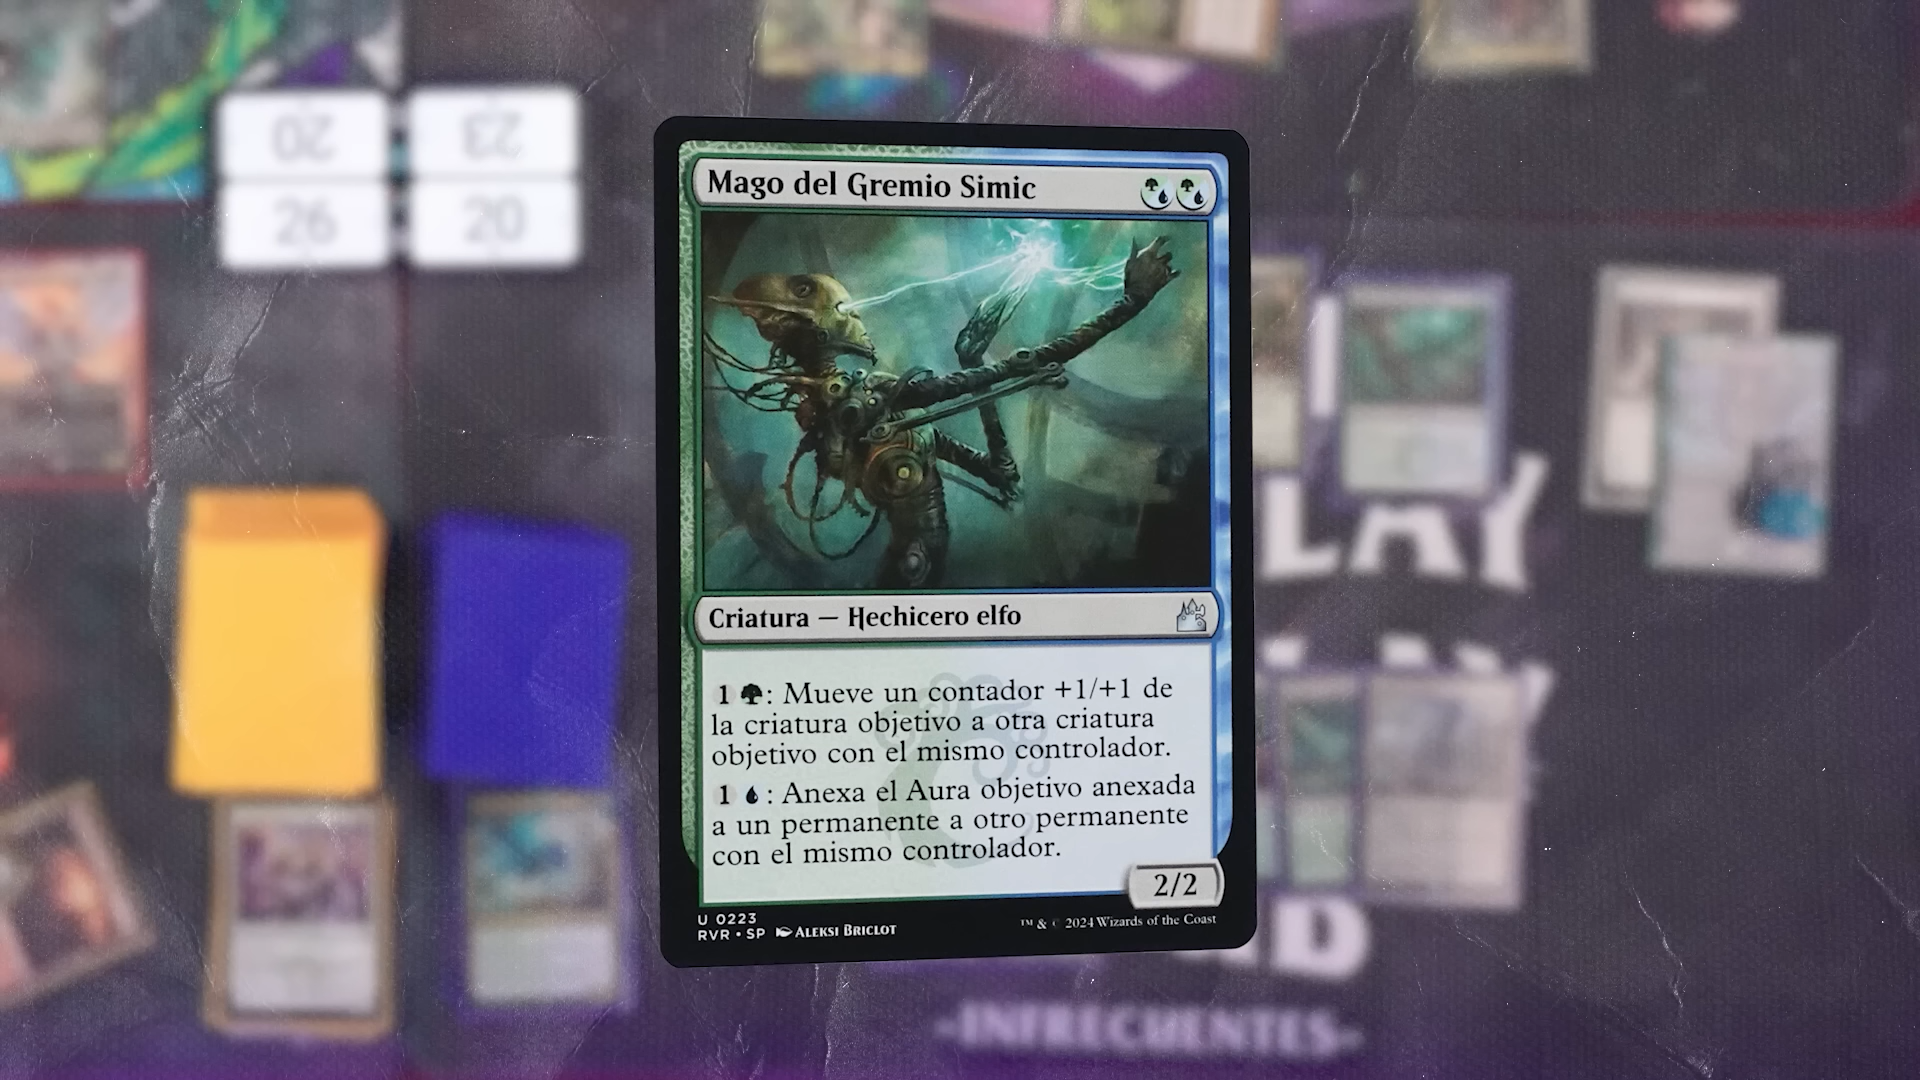 20 23
26 20
Mago del Gremio Simic
Criatura — Hechicero elfo
1 : Mueve un contador +1/+1 de
la criatura objetivo a otra criatura
objetivo con el mismo controlador.
1 : Anexa el Aura objetivo anexada
a un permanente a otro permanente
con el mismo controlador.
2/2
U 0223
RVR • SP ALEKSI BRICLOT
™ & © 2024 Wizards of the Coast
-INFRECUENTES-